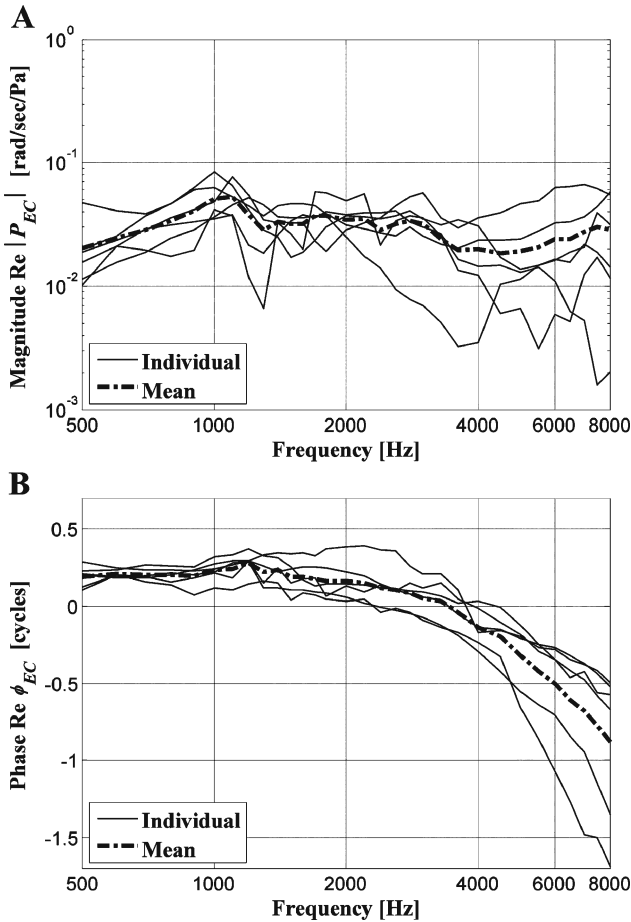 A
Magnitude Re |P_EC| [rad/sec/Pa]
10^0
10^-1
10^-2
10^-3
Individual
Mean
500 1000 2000 4000 6000 8000
Frequency [Hz]
B
Phase Re ϕ_EC [cycles]
0.5
0
-0.5
-1
-1.5
Individual
Mean
500 1000 2000 4000 6000 8000
Frequency [Hz]